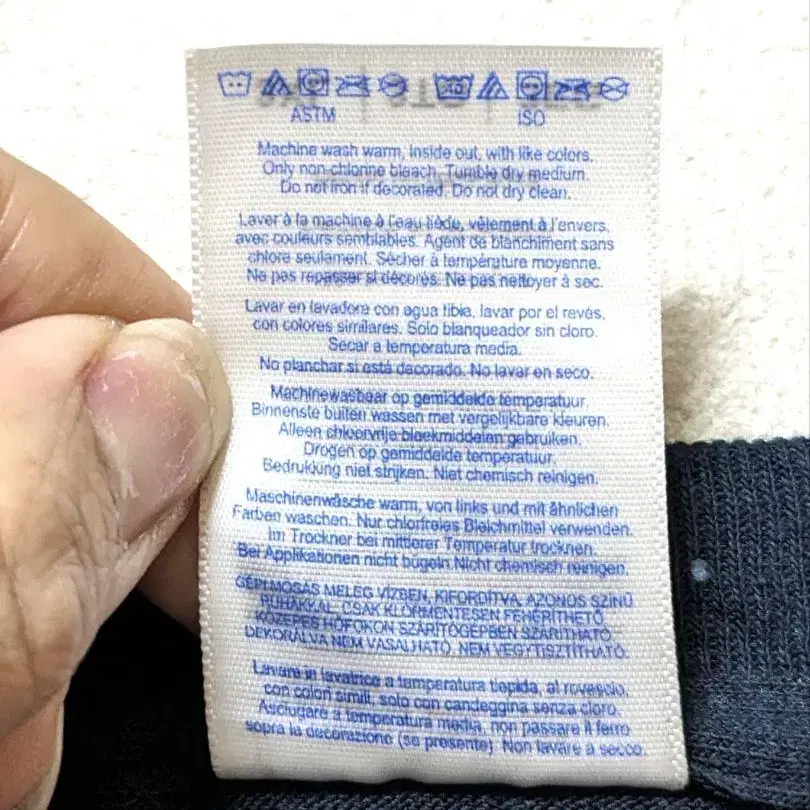 ASTM
ISO
Machine wash warm, inside out, with like colors.
Only non-chlorine bleach. Tumble dry medium.
Do not iron if decorated. Do not dry clean.
Laver à la machine à l'eau tiède, vêtement à l'envers,
avec couleurs semblables. Agent de blanchiment sans
chlore seulement. Sécher à température moyenne.
Ne pas repasser si décorés. Ne pas nettoyer à sec.
Lavar en lavadora con agua tibia, lavar por el revés,
con colores similares. Solo blanqueador sin cloro.
Secar a temperatura media.
No planchar si está decorado. No lavar en seco.
Machinewasbaar op gemiddelde temperatuur.
Binnenste buiten wassen met vergelijkbare kleuren.
Alleen chloorvrije bleekmiddelen gebruiken.
Drogen op gemiddelde temperatuur.
Bedrukking niet strijken. Niet chemisch reinigen.
Maschinenwäsche warm, von links und mit ähnlichen
Farben waschen. Nur chlorfreies Bleichmittel verwenden.
Im Trockner bei mittlerer Temperatur trocknen.
Bei Applikationen nicht bügeln Nicht chemisch reinigen.
GÉPI MOSÁS MELEG VÍZBEN, KIFORDÍTVA, AZONOS SZÍNŰ
RUHÁKKAL. CSAK KLÓRMENTESEN FEHÉRÍTHETŐ.
KÖZEPES HŐFOKON SZÁRÍTÓGÉPBEN SZÁRÍTHATÓ.
DEKORÁLVA NEM VASALHATÓ. NEM VEGYTISZTÍTHATÓ.
Lavare in lavatrice a temperatura tiepida, al rovescio,
con colori simili, solo con candeggina senza cloro.
Asciugare a temperatura media, non passare il ferro
sopra la decorazione (se presente). Non lavare a secco.